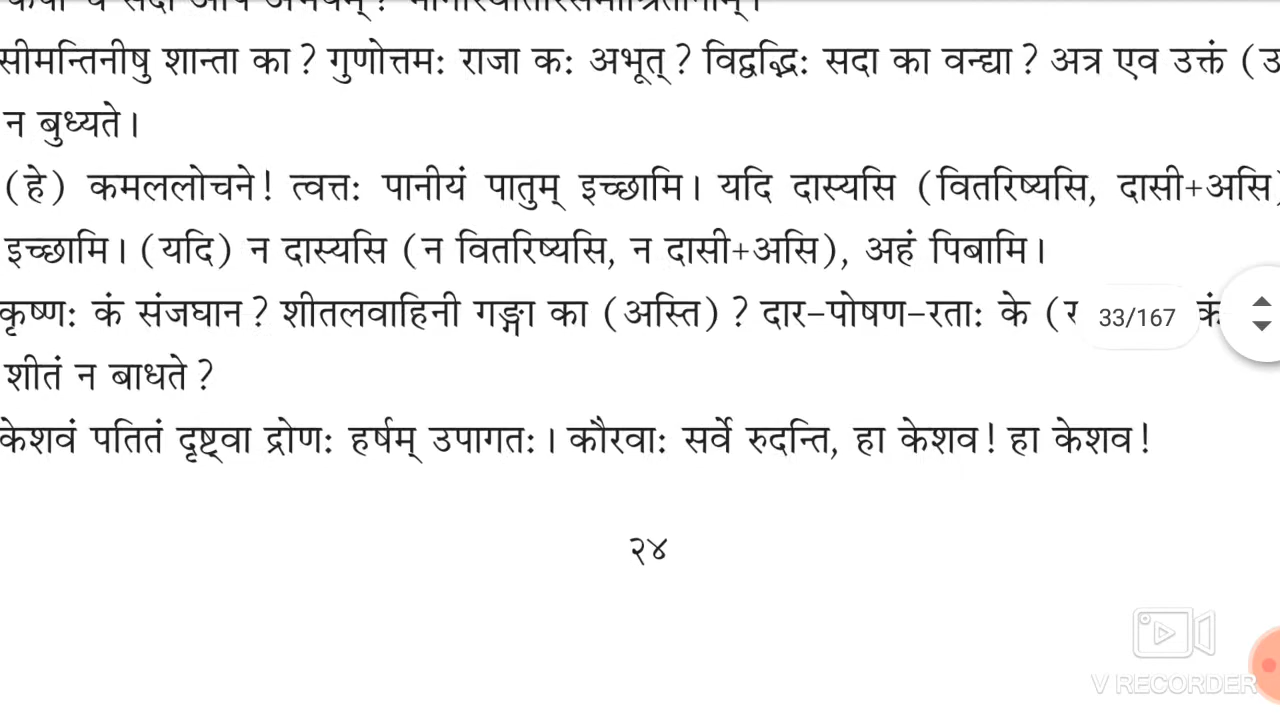 सीमन्तिनीषु शान्ता का ? गुणोत्तमः राजा कः अभूत् ? विद्वद्भिः सदा का वन्द्या ? अत्र एव उक्तं (उ
न बुध्यते ।
(हे) कमललोचने ! त्वत्तः पानीयं पातुम् इच्छामि । यदि दास्यसि (वितरिष्यसि, दासी+असि)
इच्छामि । (यदि) न दास्यसि (न वितरिष्यसि, न दासी+असि), अहं पिबामि ।
कृष्णः कं संजघान ? शीतलवाहिनी गङ्गा का (अस्ति) ? दार-पोषण-रताः के ( 33/167 कं
शीतं न बाधते ?
केशवं पतितं दृष्ट्वा द्रोणः हर्षम् उपागतः । कौरवाः सर्वे रुदन्ति, हा केशव ! हा केशव !
२४
V RECORDER